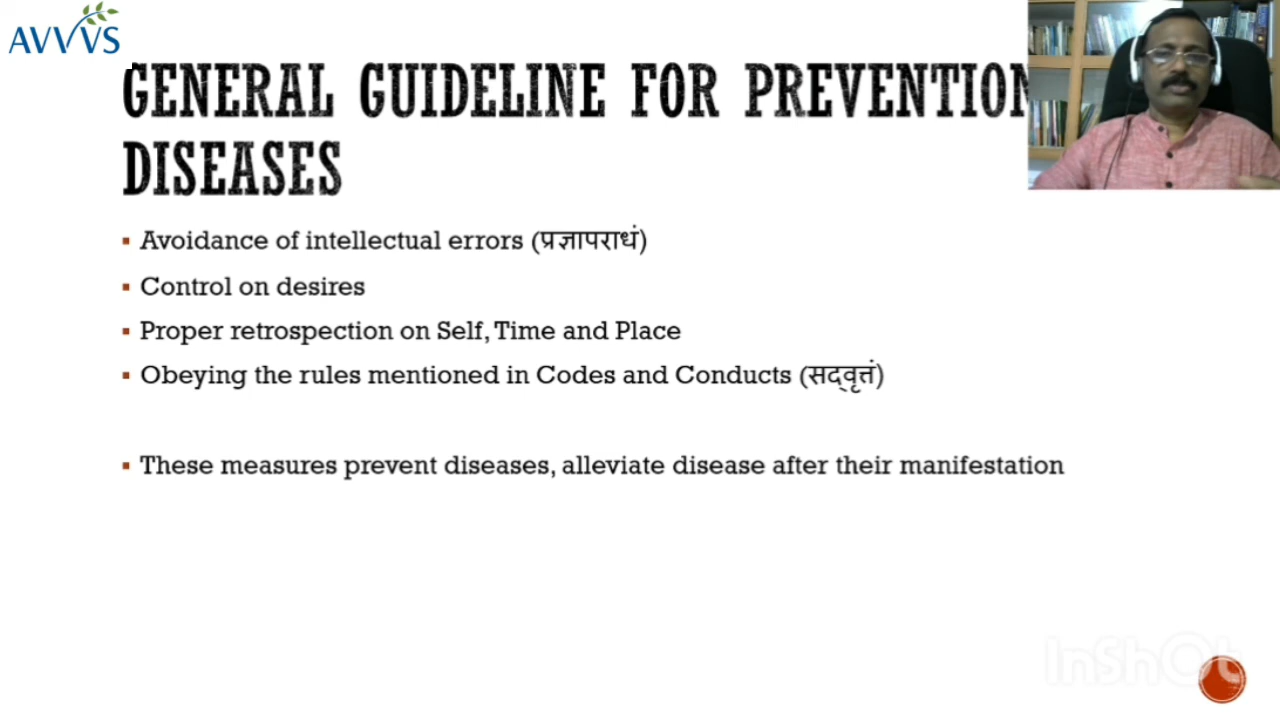 AVVVS
GENERAL GUIDELINE FOR PREVENTION
DISEASES
▪ Avoidance of intellectual errors (प्रज्ञापराधं)
▪ Control on desires
▪ Proper retrospection on Self, Time and Place
▪ Obeying the rules mentioned in Codes and Conducts (सद्‌वृत्तं)
▪ These measures prevent diseases, alleviate disease after their manifestation
InShOt